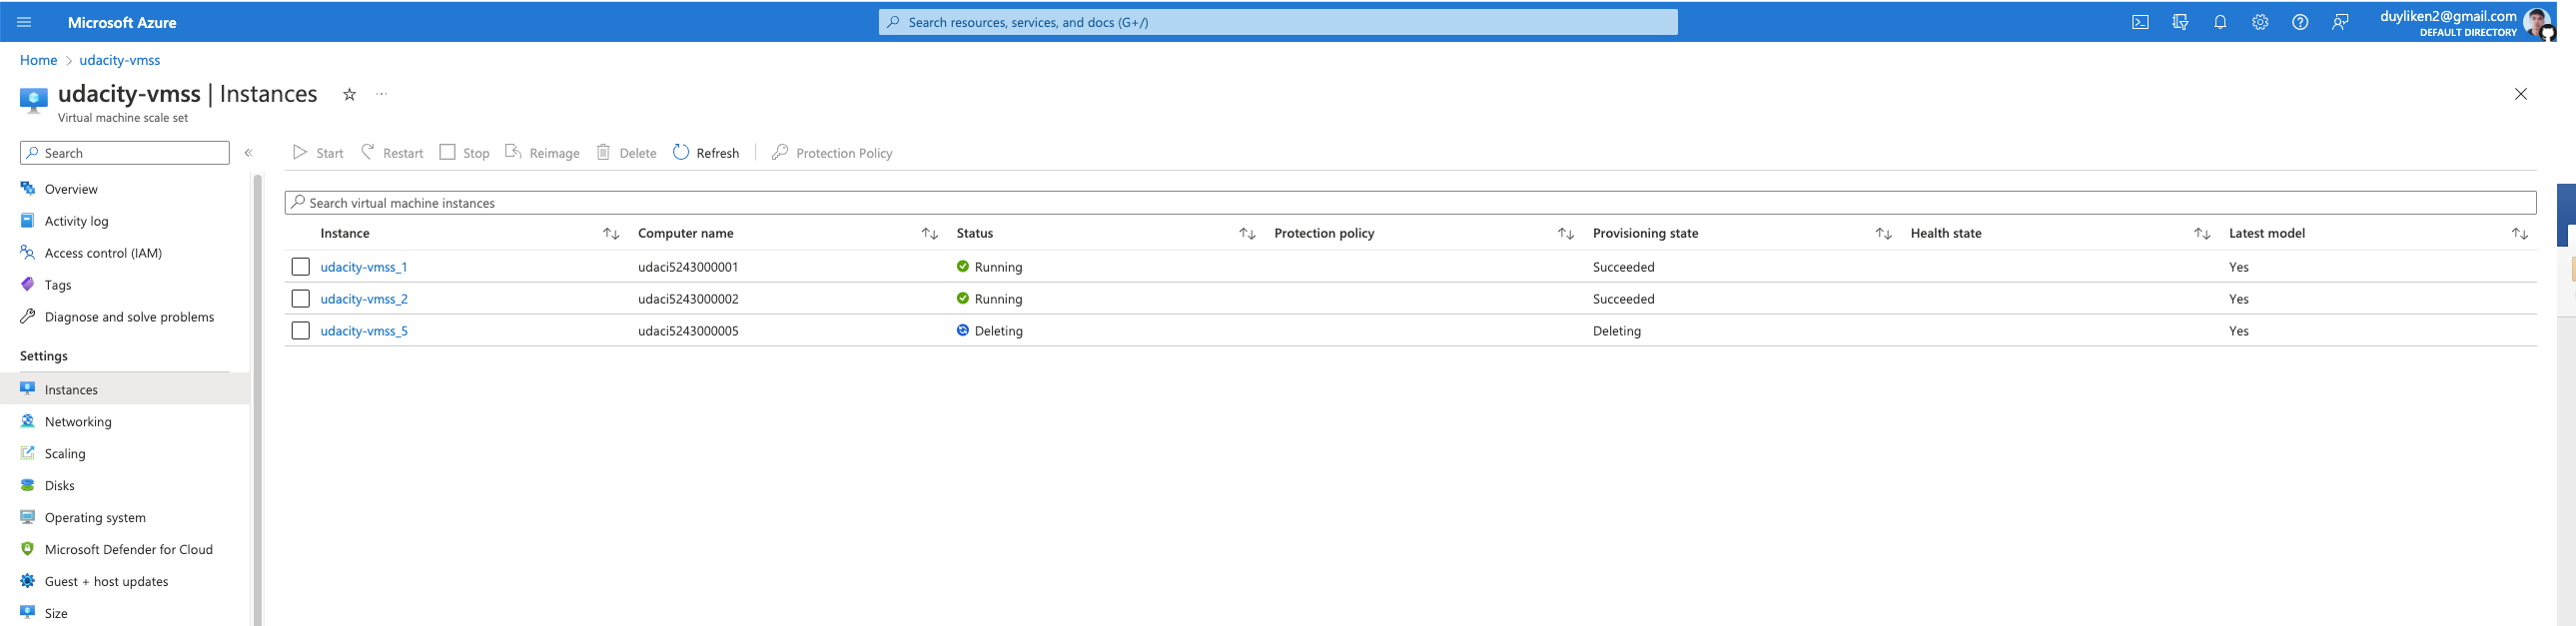 Microsoft Azure
Search resources, services, and docs (G+/)
duyliken2@gmail.com
DEFAULT DIRECTORY
Home > udacity-vmss
udacity-vmss | Instances
Virtual machine scale set
Search
Start Restart Stop Reimage Delete Refresh Protection Policy
Overview
Activity log
Access control (IAM)
Tags
Diagnose and solve problems
Settings
Instances
Networking
Scaling
Disks
Operating system
Microsoft Defender for Cloud
Guest + host updates
Size
Search virtual machine instances
Instance Computer name Status Protection policy Provisioning state Health state Latest model
udacity-vmss_1 udaci5243000001 Running Succeeded Yes
udacity-vmss_2 udaci5243000002 Running Succeeded Yes
udacity-vmss_5 udaci5243000005 Deleting Deleting Yes